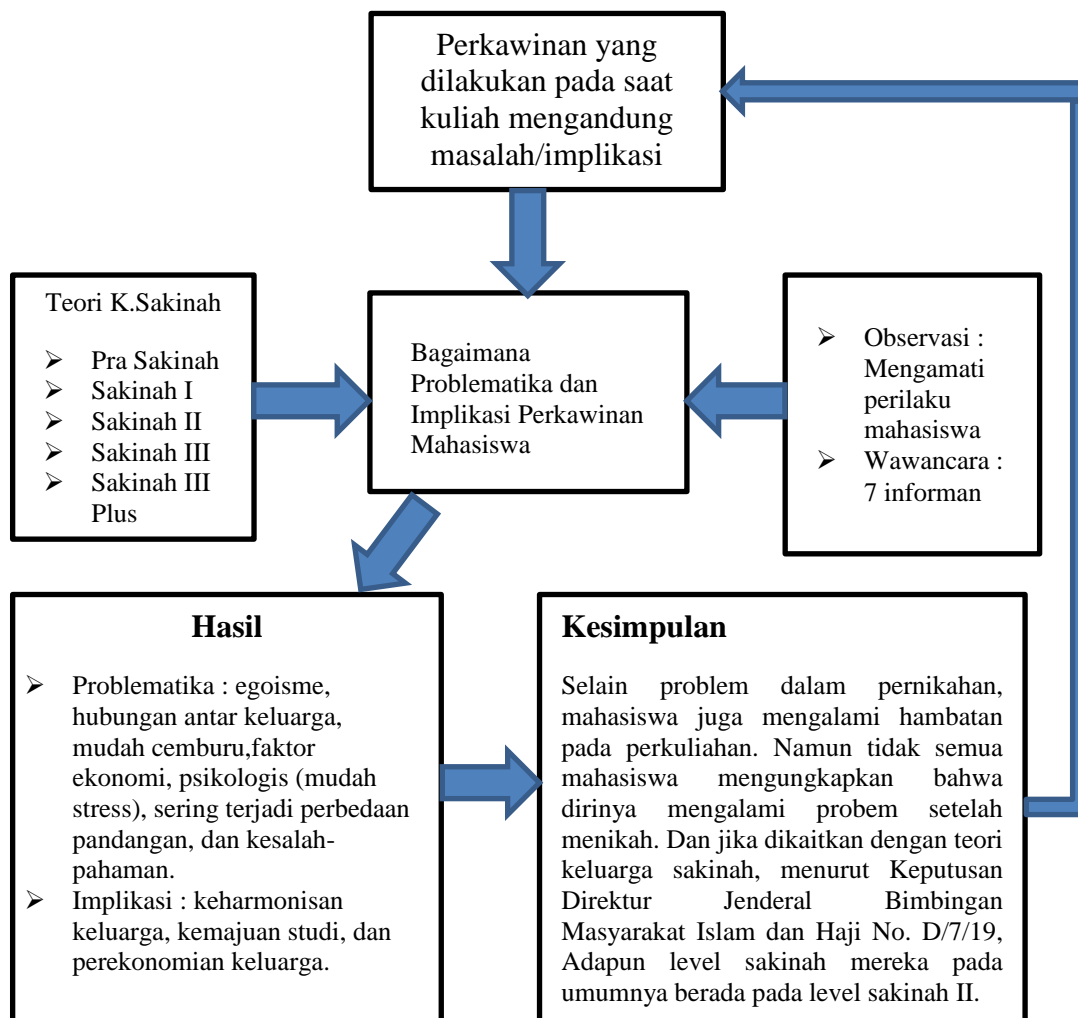 Perkawinan yang
dilakukan pada saat
kuliah mengandung
masalah/implikasi
Teori K.Sakinah
➢ Pra Sakinah
➢ Sakinah I
➢ Sakinah II
➢ Sakinah III
➢ Sakinah III
Plus
Bagaimana
Problematika dan
Implikasi Perkawinan
Mahasiswa
➢ Observasi :
Mengamati
perilaku
mahasiswa
➢ Wawancara :
7 informan
Hasil
➢ Problematika : egoisme,
hubungan antar keluarga,
mudah cemburu,faktor
ekonomi, psikologis (mudah
stress), sering terjadi perbedaan
pandangan, dan kesalah-
pahaman.
➢ Implikasi : keharmonisan
keluarga, kemajuan studi, dan
perekonomian keluarga.
Kesimpulan
Selain problem dalam pernikahan,
mahasiswa juga mengalami hambatan
pada perkuliahan. Namun tidak semua
mahasiswa mengungkapkan bahwa
dirinya mengalami probem setelah
menikah. Dan jika dikaitkan dengan teori
keluarga sakinah, menurut Keputusan
Direktur Jenderal Bimbingan
Masyarakat Islam dan Haji No. D/7/19,
Adapun level sakinah mereka pada
umumnya berada pada level sakinah II.